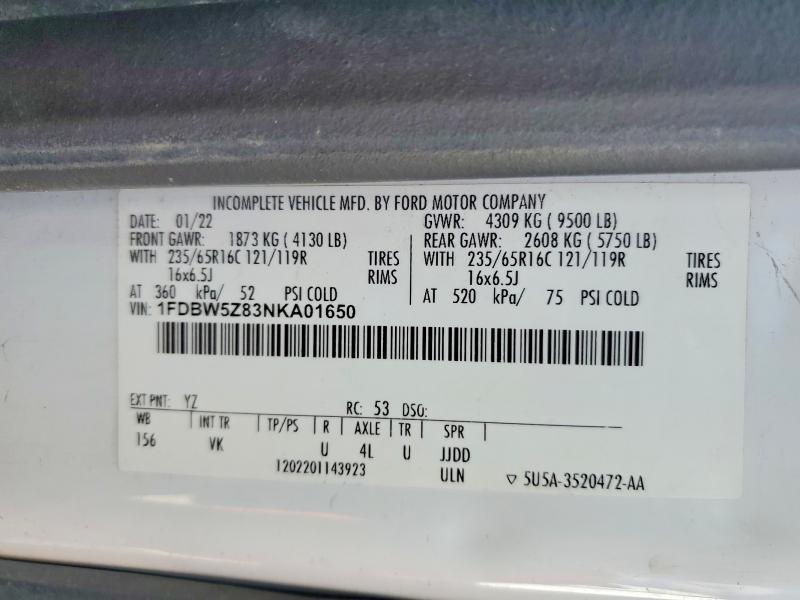 INCOMPLETE VEHICLE MFD. BY FORD MOTOR COMPANY
DATE: 01/22 GVWR: 4309 KG ( 9500 LB)
FRONT GAWR: 1873 KG ( 4130 LB) REAR GAWR: 2608 KG ( 5750 LB)
WITH 235/65R16C 121/119R TIRES WITH 235/65R16C 121/119R TIRES
16x6.5J RIMS 16x6.5J RIMS
AT 360 kPa/ 52 PSI COLD AT 520 kPa/ 75 PSI COLD
VIN: 1FDBW5Z83NKA01650
EXT PNT: YZ RC: 53 DSO:
WB INT TR TP/PS R AXLE TR SPR
156 VK U 4L U JJDD
1202201143923 ULN ▽ 5U5A-3520472-AA